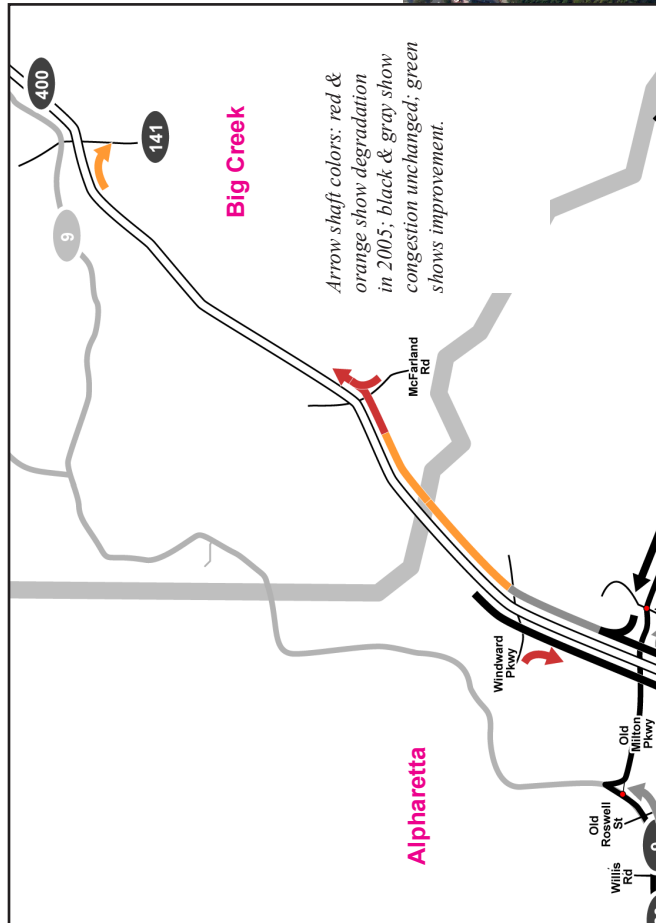 400
141
9
Big Creek
Arrow shaft colors: red &
orange show degradation
in 2005; black & gray show
congestion unchanged; green
shows improvement.
McFarland
Rd
Windward
Pkwy
Alpharetta
Old
Milton
Pkwy
Old
Roswell
St
Willis
Rd